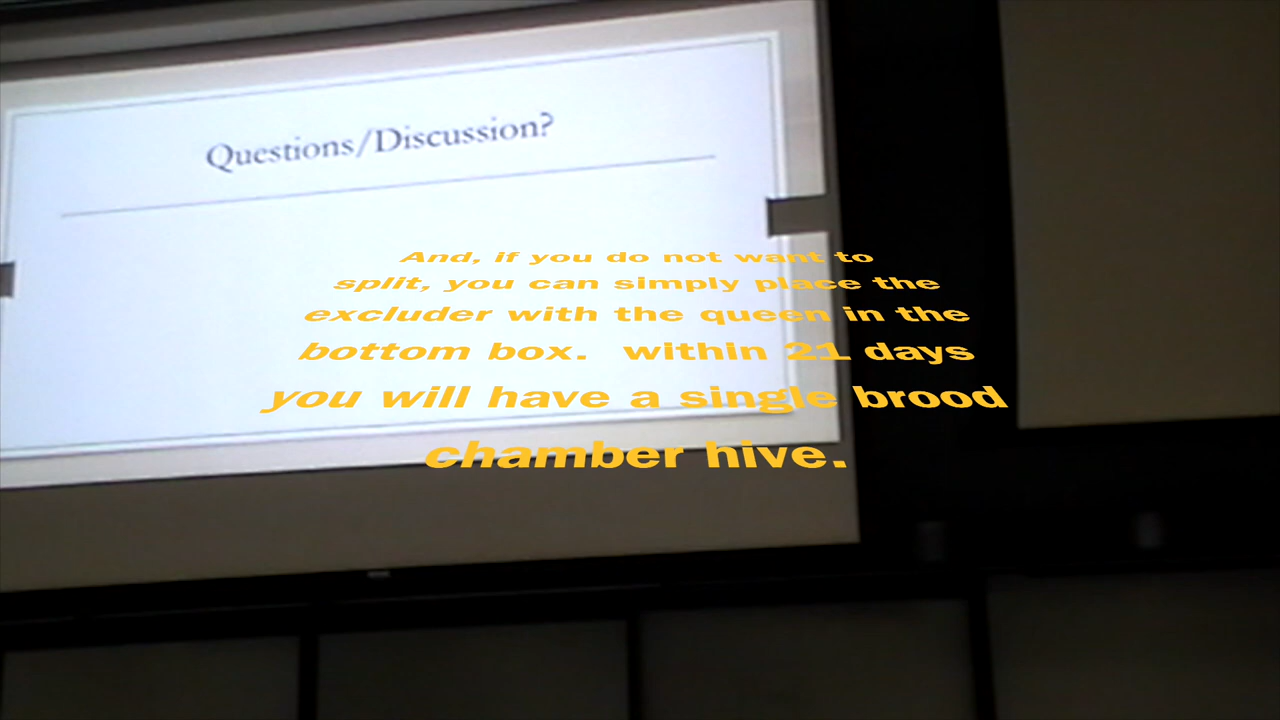 Questions/Discussion?
And, if you do not want to
split, you can simply place the
excluder with the queen in the
bottom box.  within 21 days
you will have a single brood
chamber hive.